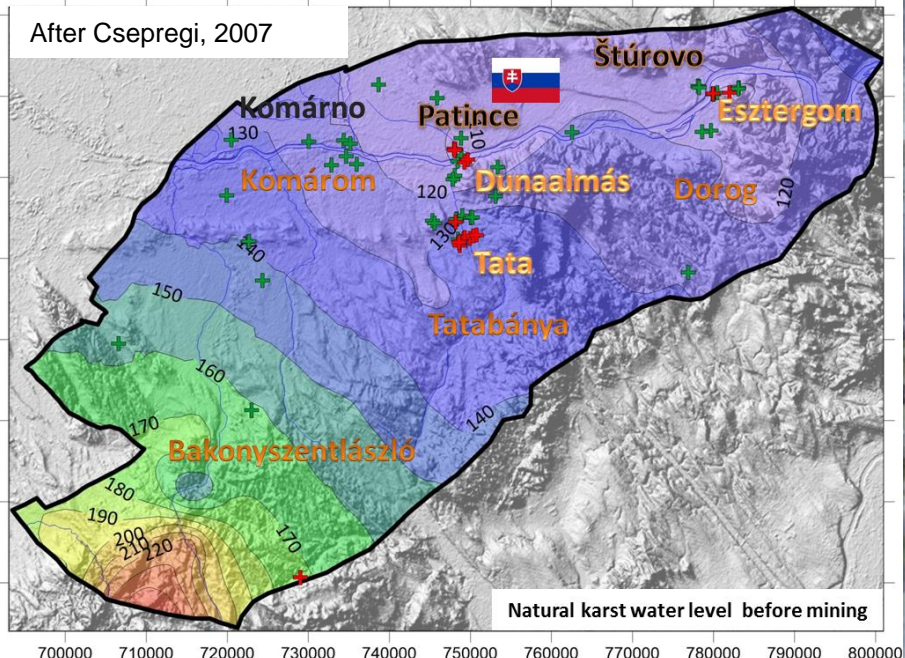 After Csepregi, 2007
Štúrovo
Komárno
Patince
Esztergom
130
10
Komárom
120
Dunaalmás
Dorog
120
130
140
Tata
150
Tatabánya
160
140
170
Bakonyszentlászló
180
190
200
210
220
170
Natural karst water level before mining
700000 710000 720000 730000 740000 750000 760000 770000 780000 790000 800000